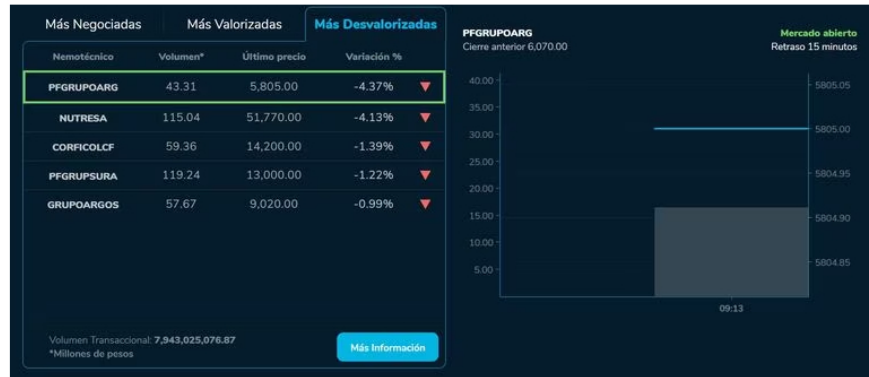 Más Negociadas Más Valorizadas Más Desvalorizadas
Nemotécnico Volumen* Último precio Variación %
PFGRUPOARG 43.31 5,805.00 -4.37%
NUTRESA 115.04 51,770.00 -4.13%
CORFICOLCF 59.36 14,200.00 -1.39%
PFGRUPSURA 119.24 13,000.00 -1.22%
GRUPOARGOS 57.67 9,020.00 -0.99%
Volumen Transaccional: 7,943,025,076.87
*Millones de pesos
Más Información
PFGRUPOARG Mercado abierto
Cierre anterior 6,070.00 Retraso 15 minutos
40.00 5805.05
35.00
30.00 5805.00
25.00
5804.95
20.00
15.00 5804.90
10.00
5.00 5804.85
09:13